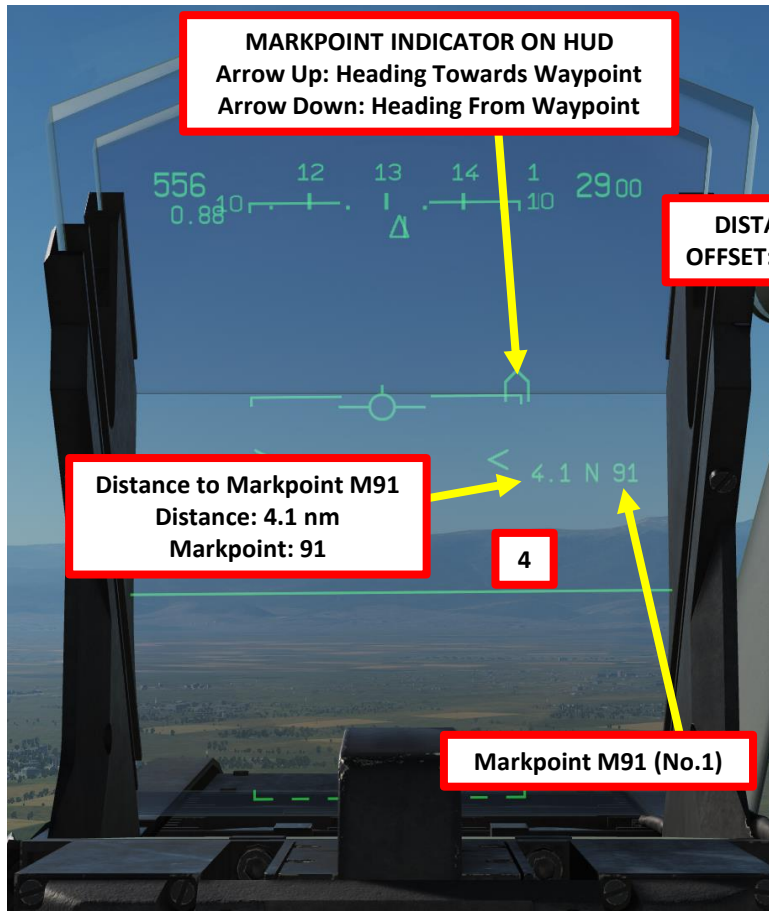 MARKPOINT INDICATOR ON HUD
Arrow Up: Heading Towards Waypoint
Arrow Down: Heading From Waypoint
12 13 14 1
556 2900
0.88 10 10
DISTA
OFFSET:
< 4.1 N 91
Distance to Markpoint M91
Distance: 4.1 nm
Markpoint: 91
4
Markpoint M91 (No.1)